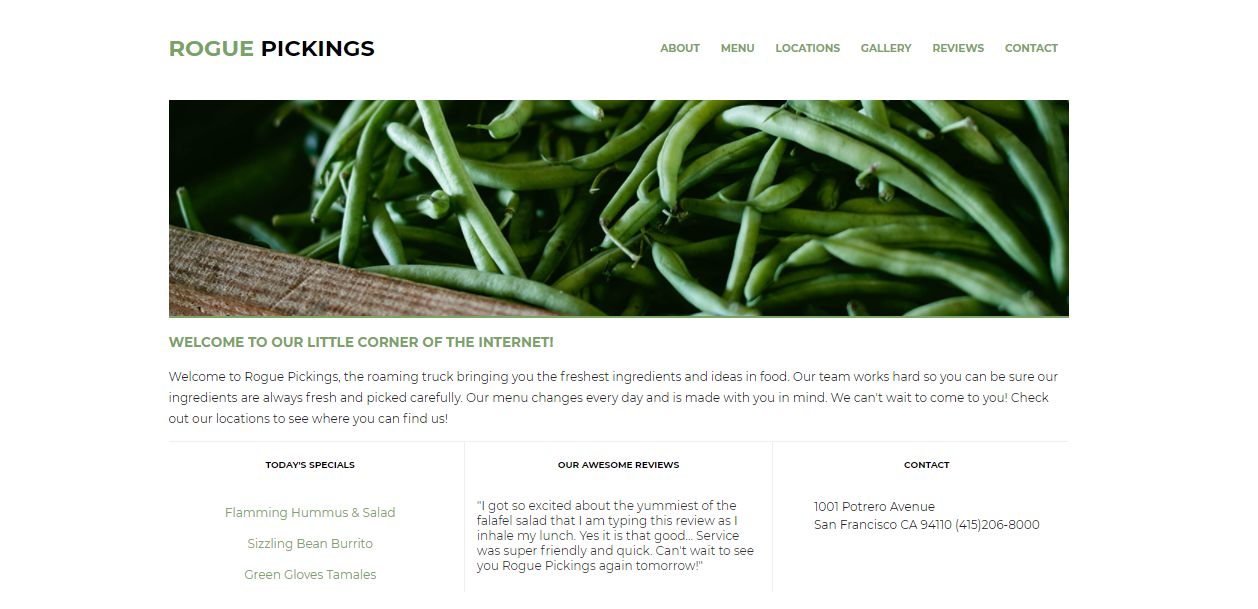 ROGUE PICKINGS
ABOUT MENU LOCATIONS GALLERY REVIEWS CONTACT
WELCOME TO OUR LITTLE CORNER OF THE INTERNET!
Welcome to Rogue Pickings, the roaming truck bringing you the freshest ingredients and ideas in food. Our team works hard so you can be sure our
ingredients are always fresh and picked carefully. Our menu changes every day and is made with you in mind. We can't wait to come to you! Check
out our locations to see where you can find us!
TODAY'S SPECIALS
Flamming Hummus & Salad
Sizzling Bean Burrito
Green Gloves Tamales
OUR AWESOME REVIEWS
"I got so excited about the yummiest of the
falafel salad that I am typing this review as I
inhale my lunch. Yes it is that good... Service
was super friendly and quick. Can't wait to see
you Rogue Pickings again tomorrow!"
CONTACT
1001 Potrero Avenue
San Francisco CA 94110 (415)206-8000